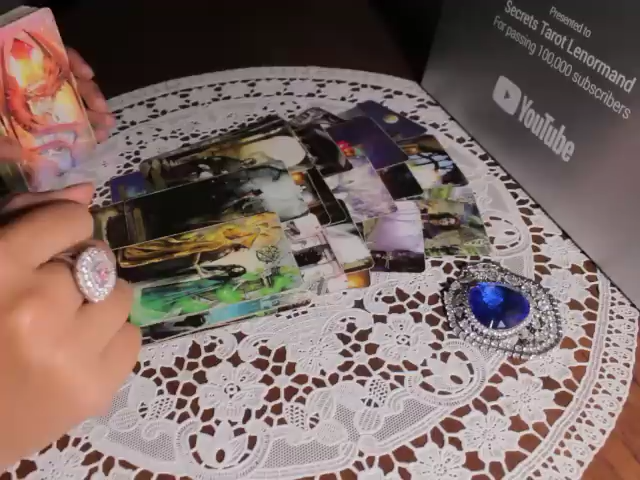 Presented to
Secrets Tarot Lenormand
For passing 100,000 subscribers
YouTube